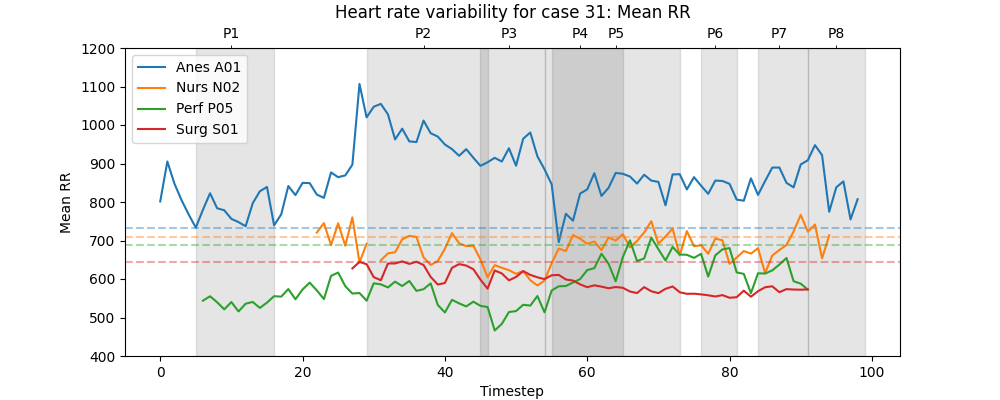 Heart rate variability for case 31: Mean RR
P1 P2 P3 P4 P5 P6 P7 P8
1200
1100
1000
900
800
700
600
500
400
Mean RR
Anes A01
Nurs N02
Perf P05
Surg S01
0 20 40 60 80 100
Timestep